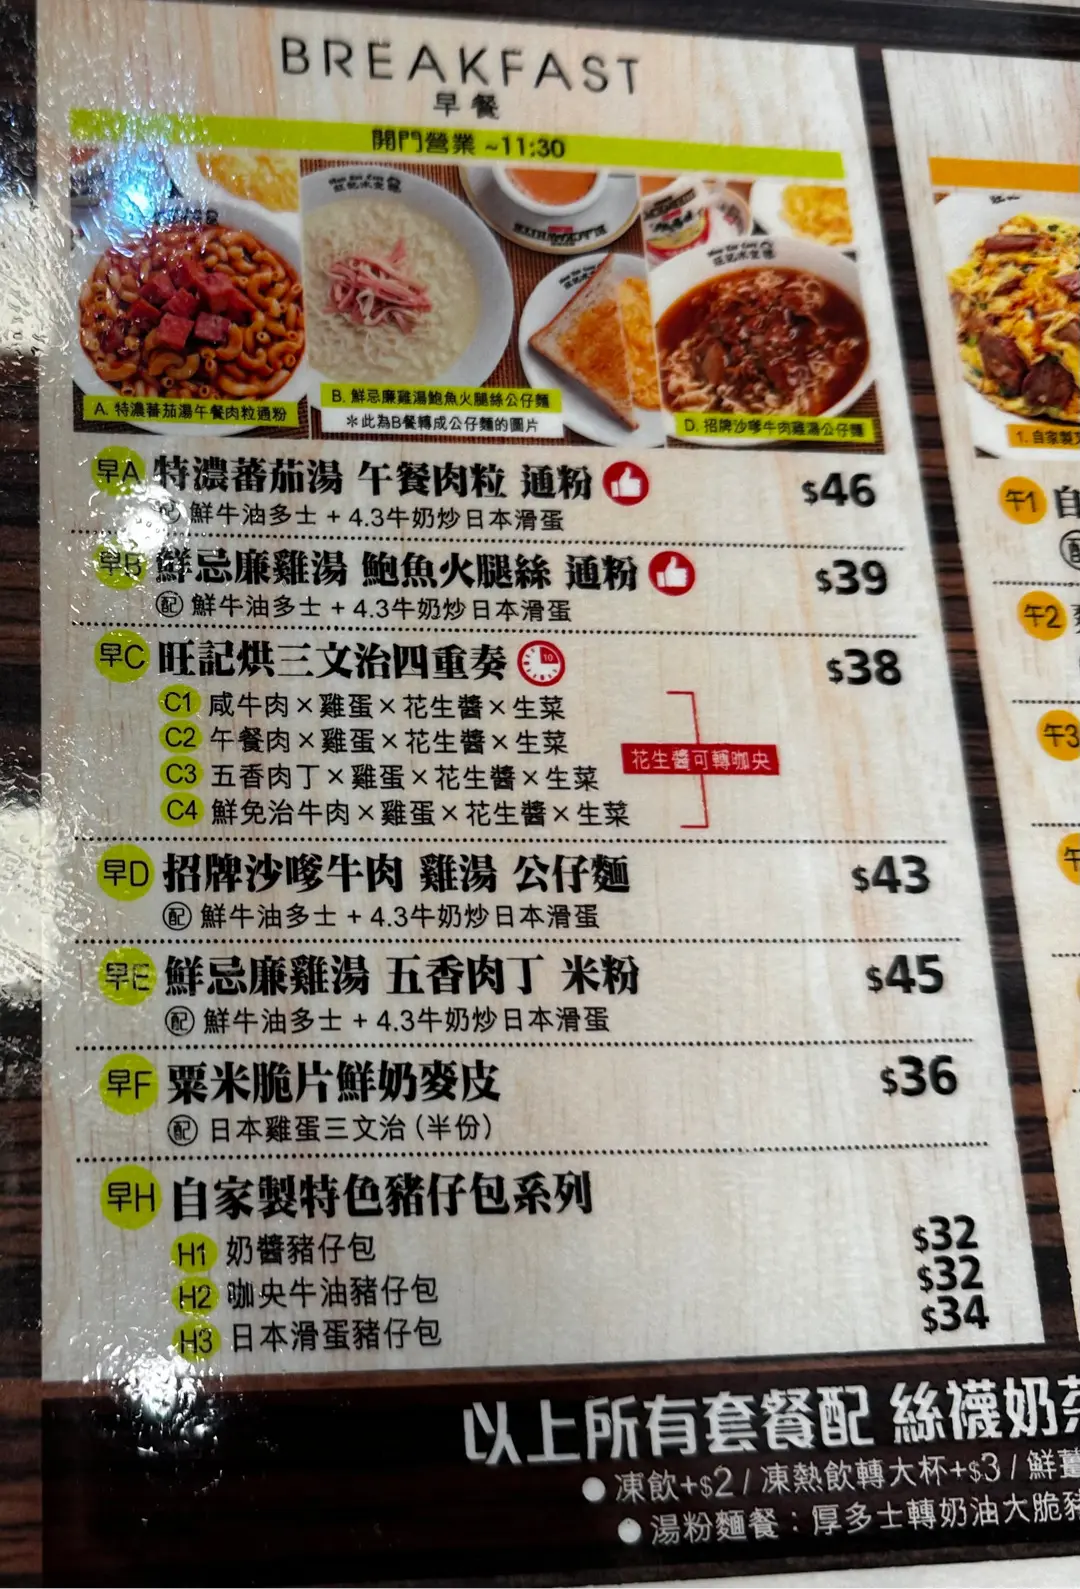 BREAKFAST
早餐
開門營業 ~11:30
A. 特濃蕃茄湯午餐肉粒通粉
B. 鮮忌廉雞湯鮑魚火腿絲公仔麵
＊此為B餐轉成公仔麵的圖片
D. 招牌沙嗲牛肉雞湯公仔麵
早A 特濃蕃茄湯 午餐肉粒 通粉 $46
配 鮮牛油多士 + 4.3牛奶炒日本滑蛋
早B 鮮忌廉雞湯 鮑魚火腿絲 通粉 $39
配 鮮牛油多士 + 4.3牛奶炒日本滑蛋
早C 旺記烘三文治四重奏 10 $38
C1 咸牛肉×雞蛋×花生醬×生菜
C2 午餐肉×雞蛋×花生醬×生菜
花生醬可轉咖央
C3 五香肉丁×雞蛋×花生醬×生菜
C4 鮮免治牛肉×雞蛋×花生醬×生菜
早D 招牌沙嗲牛肉 雞湯 公仔麵 $43
配 鮮牛油多士 + 4.3牛奶炒日本滑蛋
早E 鮮忌廉雞湯 五香肉丁 米粉 $45
配 鮮牛油多士 + 4.3牛奶炒日本滑蛋
早F 粟米脆片鮮奶麥皮 $36
配 日本雞蛋三文治（半份）
早H 自家製特色豬仔包系列
H1 奶醬豬仔包 $32
H2 咖央牛油豬仔包 $32
H3 日本滑蛋豬仔包 $34
以上所有套餐配 絲襪奶茶
●凍飲+$2 / 凍熱飲轉大杯+$3 / 鮮薑
●湯粉麵餐：厚多士轉奶油大脆豬
1. 自家製
午1 自
配
午2
午3
午